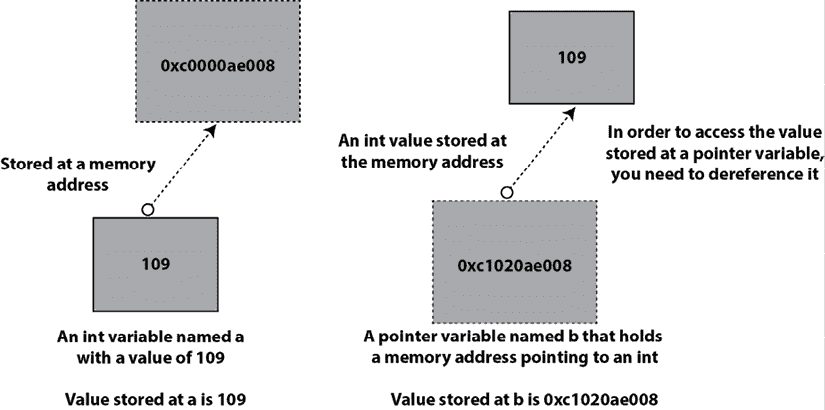 0xc0000ae008
Stored at a memory
address
109
An int variable named a
with a value of 109
Value stored at a is 109
109
An int value stored at
the memory address
In order to access the value
stored at a pointer variable,
you need to dereference it
0xc1020ae008
A pointer variable named b that holds
a memory address pointing to an int
Value stored at b is 0xc1020ae008